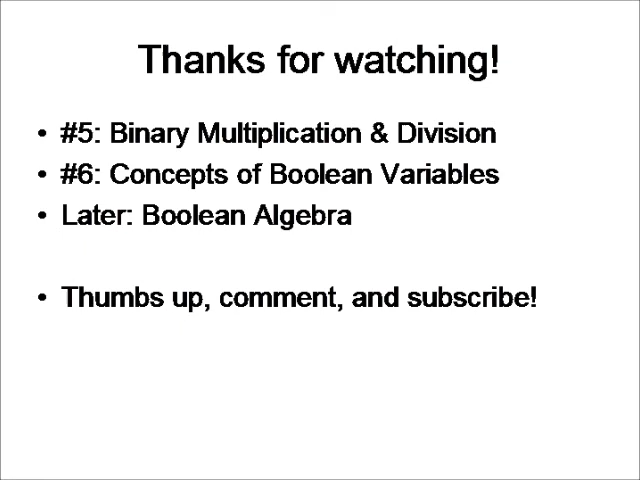 Thanks for watching!
• #5: Binary Multiplication & Division
• #6: Concepts of Boolean Variables
• Later: Boolean Algebra
• Thumbs up, comment, and subscribe!